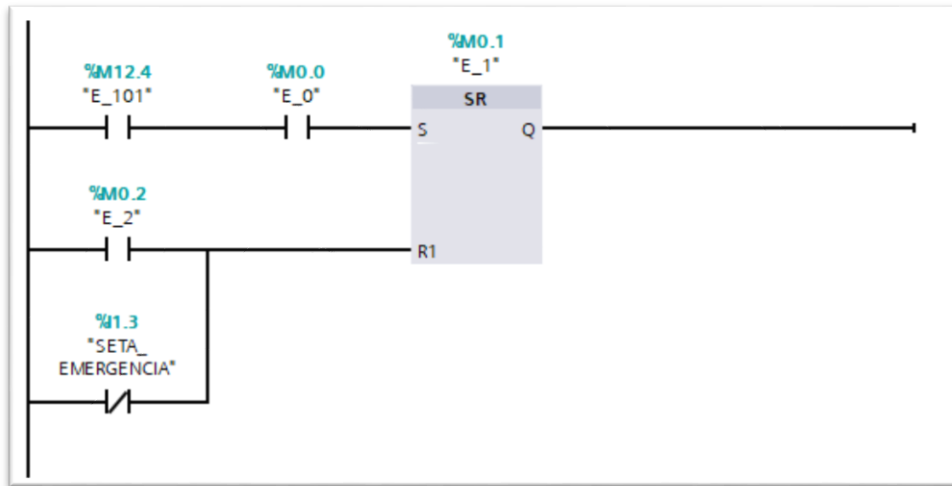 %M0.1
"E_1"
%M12.4
"E_101"
%M0.0
"E_0"
SR
S
Q
%M0.2
"E_2"
R1
%I1.3
"SETA_
EMERGENCIA"